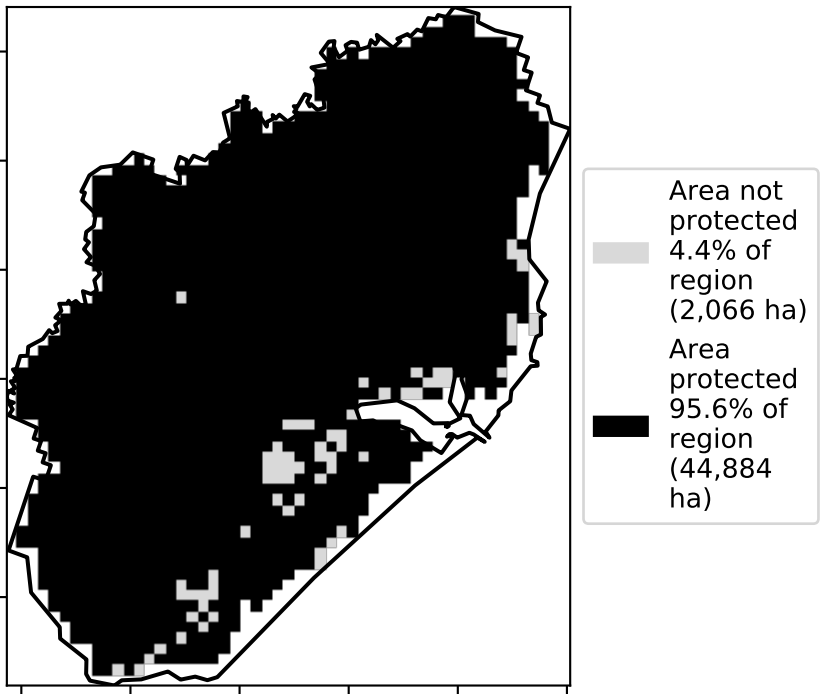 Area not
protected
4.4% of
region
(2,066 ha)
Area
protected
95.6% of
region
(44,884
ha)